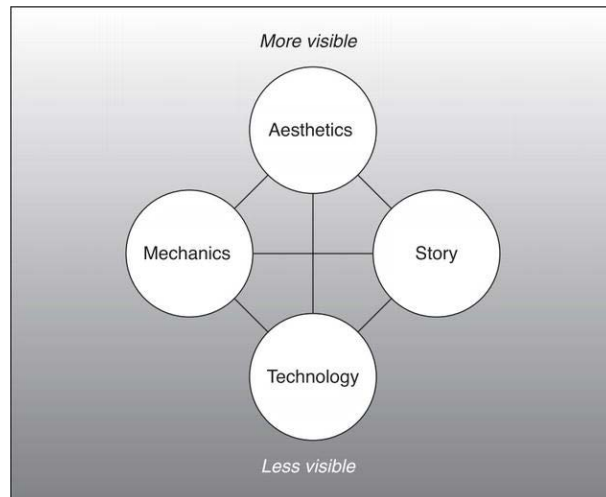 More visible
Aesthetics
Mechanics
Story
Technology
Less visible